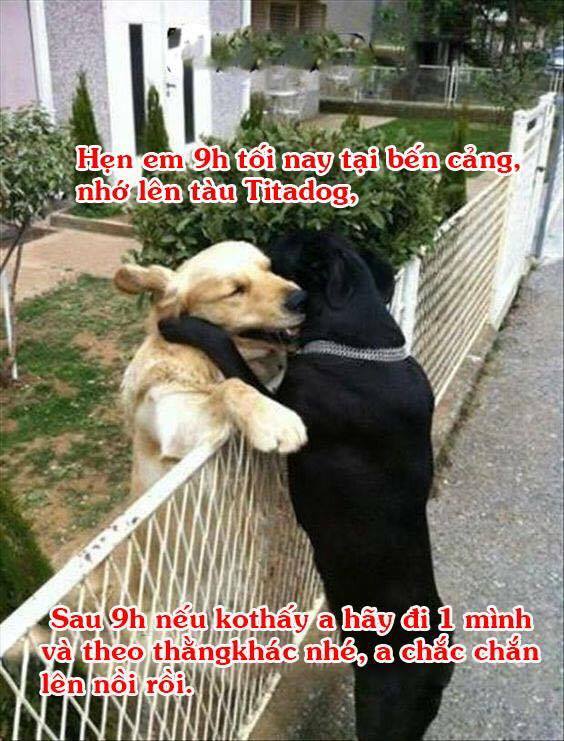 Hẹn em 9h tối nay tại bến cảng,
nhớ lên tàu Titadog,
Sau 9h nếu kothấy a hãy đi 1 mình
và theo thằngkhác nhé, a chắc chắn
lên nồi rồi.